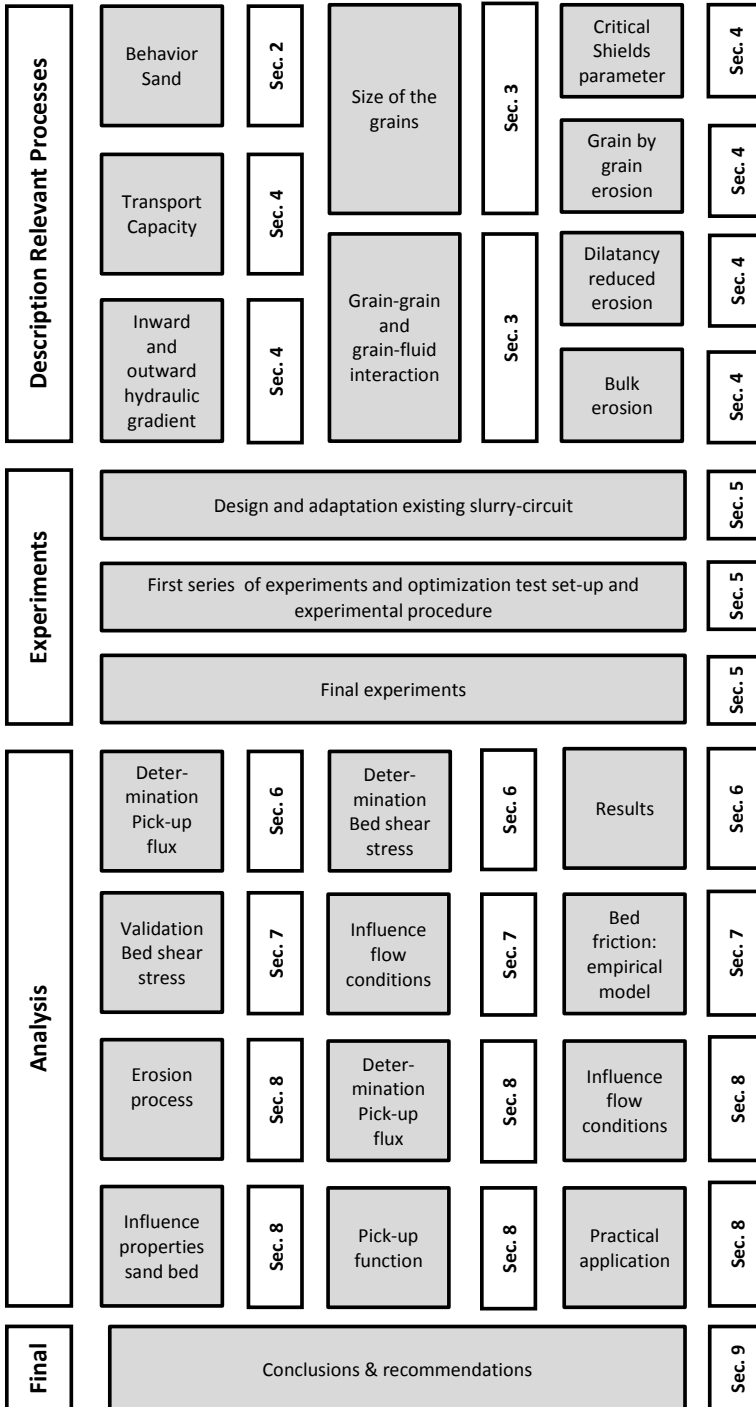 Description Relevant Processes
Behavior
Sand
Sec. 2
Size of the
grains
Sec. 3
Critical
Shields
parameter
Sec. 4
Grain by
grain
erosion
Sec. 4
Transport
Capacity
Sec. 4
Inward
and
outward
hydraulic
gradient
Sec. 4
Grain-grain
and
grain-fluid
interaction
Sec. 3
Dilatancy
reduced
erosion
Sec. 4
Bulk
erosion
Sec. 4
Experiments
Design and adaptation existing slurry-circuit
Sec. 5
First series of experiments and optimization test set-up and
experimental procedure
Sec. 5
Final experiments
Sec. 5
Analysis
Deter-
mination
Pick-up
flux
Sec. 6
Deter-
mination
Bed shear
stress
Sec. 6
Results
Sec. 6
Validation
Bed shear
stress
Sec. 7
Influence
flow
conditions
Sec. 7
Bed
friction:
empirical
model
Sec. 7
Erosion
process
Sec. 8
Deter-
mination
Pick-up
flux
Sec. 8
Influence
flow
conditions
Sec. 8
Influence
properties
sand bed
Sec. 8
Pick-up
function
Sec. 8
Practical
application
Sec. 8
Final
Conclusions & recommendations
Sec. 9